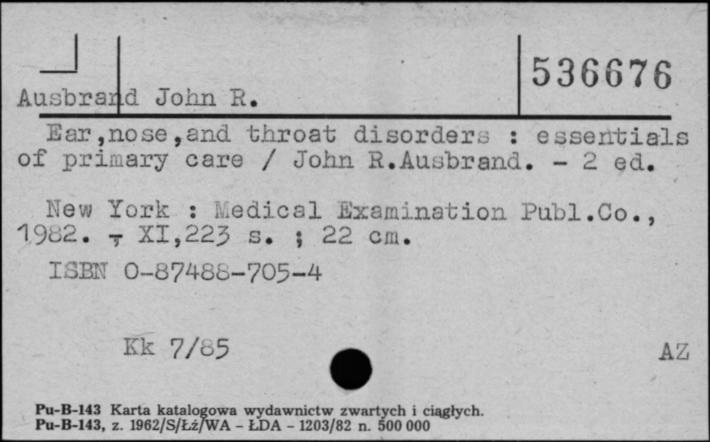 536676
Ausbrand John R.
Ear,nose,and throat disorders : essentials
of primary care / John R.Ausbrand. - 2 ed.
New York : Medical Examination Publ.Co.,
1982. - XI,223 s. ; 22 cm.
ISBN 0-87488-705-4
Kk 7/85
AZ
Pu-B-143 Karta katalogowa wydawnictw zwartych i ciągłych.
Pu-B-143, z. 1962/S/Łź/WA - ŁDA - 1203/82 n. 500 000